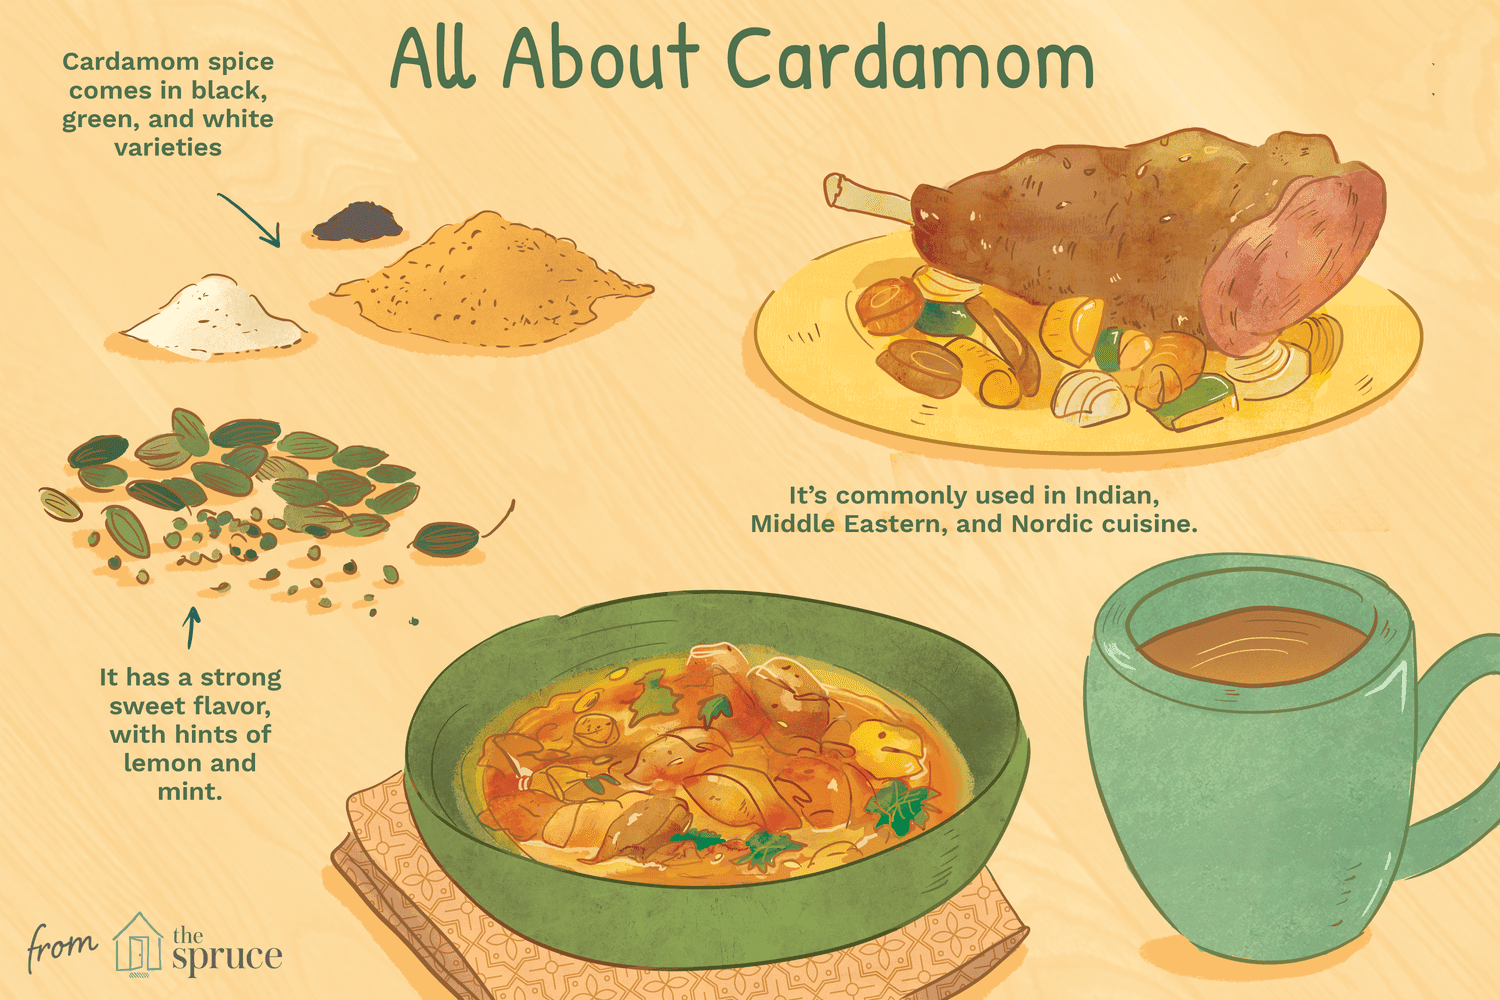 All About Cardamom
Cardamom spice
comes in black,
green, and white
varieties
It’s commonly used in Indian,
Middle Eastern, and Nordic cuisine.
It has a strong
sweet flavor,
with hints of
lemon and
mint.
from the
spruce